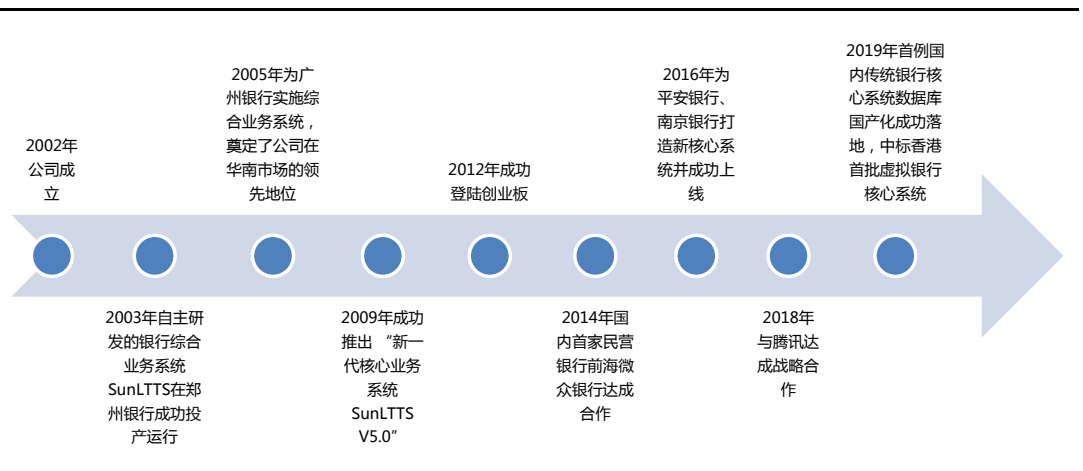 2002年
公司成
立
2003年自主研
发的银行综合
业务系统
SunLTTS在郑
州银行成功投
产运行
2005年为广
州银行实施综
合业务系统，
奠定了公司在
华南市场的领
先地位
2009年成功
推出 “新一
代核心业务
系统
SunLTTS
V5.0”
2012年成功
登陆创业板
2014年国
内首家民营
银行前海微
众银行达成
合作
2016年为
平安银行、
南京银行打
造新核心系
统并成功上
线
2018年
与腾讯达
成战略合
作
2019年首例国
内传统银行核
心系统数据库
国产化成功落
地，中标香港
首批虚拟银行
核心系统